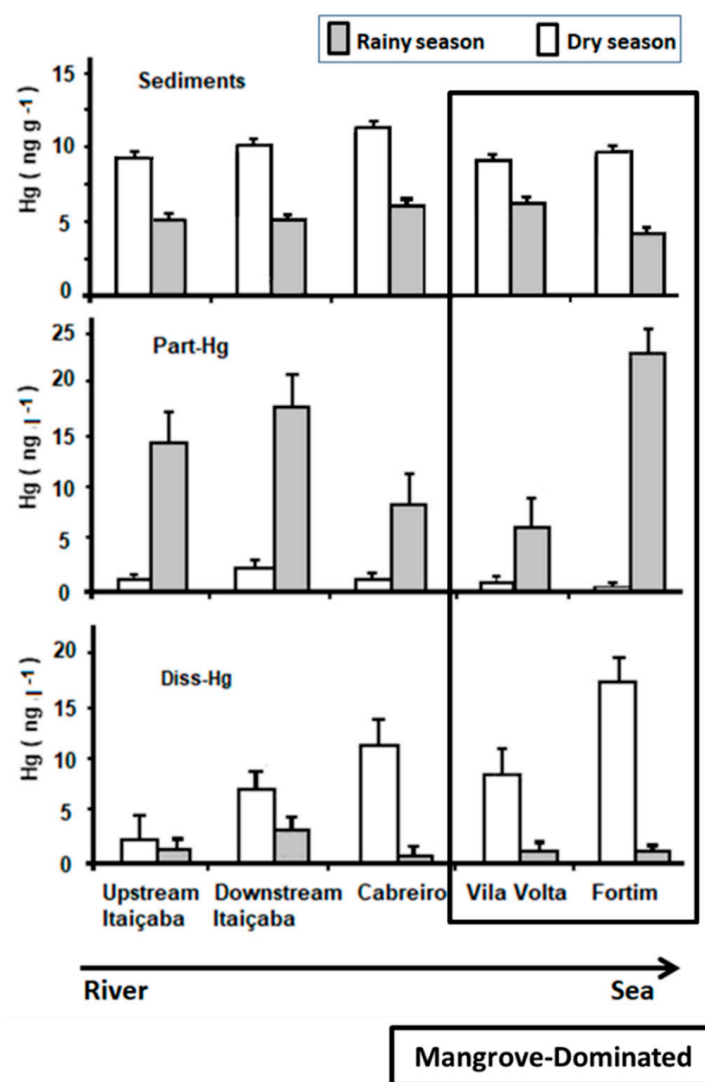 Rainy season
Dry season
Sediments
Hg ( ng g -1)
15
10
5
0
Part-Hg
Hg ( ng .l -1)
25
20
15
10
5
0
Diss-Hg
Hg ( ng .l -1)
20
15
10
5
0
Upstream Itaiçaba
Downstream Itaiçaba
Cabreiro
Vila Volta
Fortim
River
Sea
Mangrove-Dominated